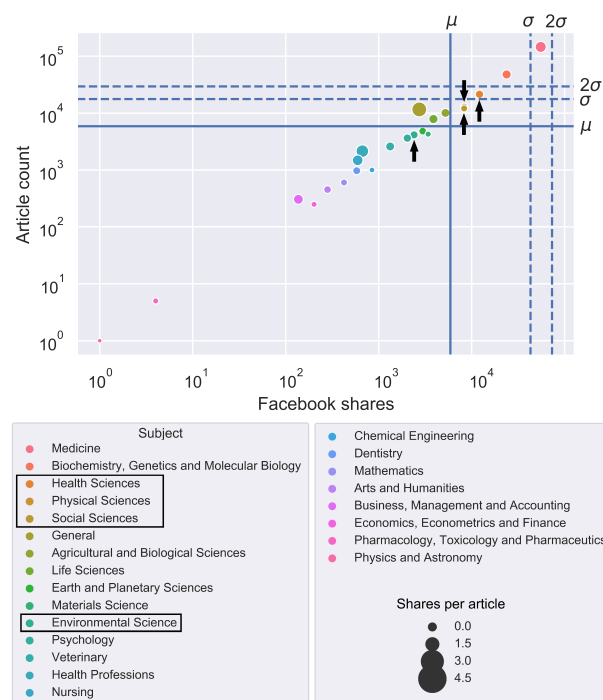 μ σ 2σ
10^5
2σ
σ
10^4
μ
10^3
10^2
10^1
10^0
Article count
10^0 10^1 10^2 10^3 10^4
Facebook shares
Subject
Medicine
Biochemistry, Genetics and Molecular Biology
Health Sciences
Physical Sciences
Social Sciences
General
Agricultural and Biological Sciences
Life Sciences
Earth and Planetary Sciences
Materials Science
Environmental Science
Psychology
Veterinary
Health Professions
Nursing
Chemical Engineering
Dentistry
Mathematics
Arts and Humanities
Business, Management and Accounting
Economics, Econometrics and Finance
Pharmacology, Toxicology and Pharmaceutics
Physics and Astronomy
Shares per article
0.0
1.5
3.0
4.5